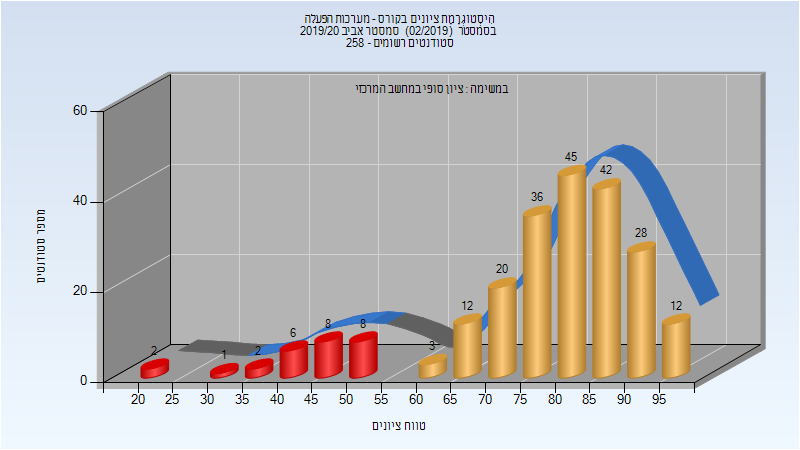 היסטוגרמת ציונים בקורס - מערכות הפעלה
בסמסטר (02/2019) סמסטר אביב 2019/20
סטודנטים רשומים - 258
במשימה : ציון סופי במחשב המרכזי
60
40
20
0
מספר סטודנטים
2
1
2
6
8
8
3
12
20
36
45
42
28
12
20 25 30 35 40 45 50 55 60 65 70 75 80 85 90 95
טווח ציונים